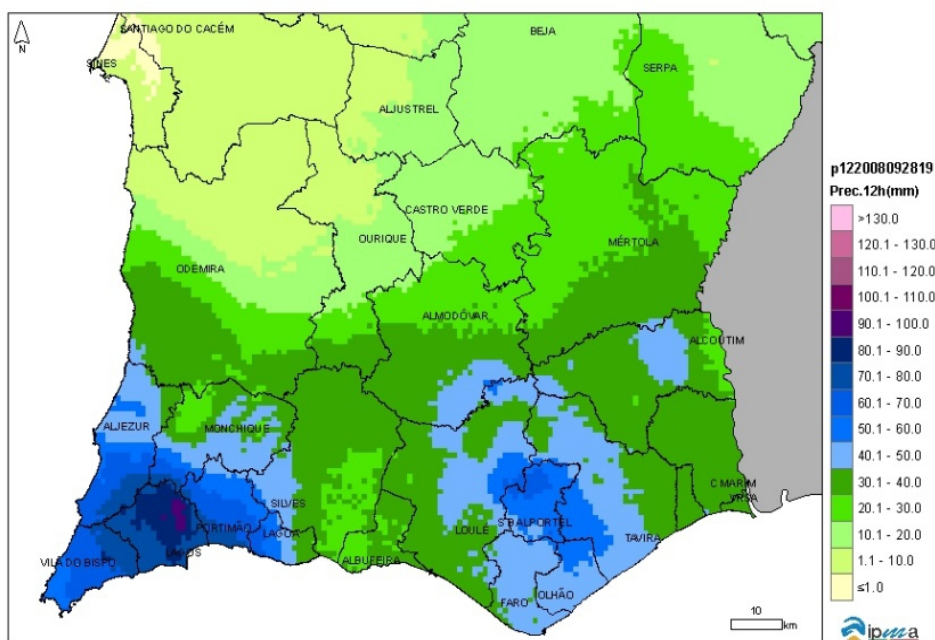 N
SANTIAGO DO CACÉM
BEJA
SINES
SERPA
ALJUSTREL
CASTRO VERDE
OURIQUE
MÉRTOLA
ODEMIRA
ALMODÔVAR
ALCOUTIM
ALJEZUR
MONCHIQUE
C MARIM
VRSA
SILVES
PORTIMÃO
LAGOA
S BALPORTEL
LOULÉ
TAVIRA
LAGOS
VILA DO BISPO
ALBUFEIRA
OLHÃO
FARO
10
km
p122008092819
Prec.12h(mm)
>130.0
120.1 - 130.0
110.1 - 120.0
100.1 - 110.0
90.1 - 100.0
80.1 - 90.0
70.1 - 80.0
60.1 - 70.0
50.1 - 60.0
40.1 - 50.0
30.1 - 40.0
20.1 - 30.0
10.1 - 20.0
1.1 - 10.0
≤1.0
ipma